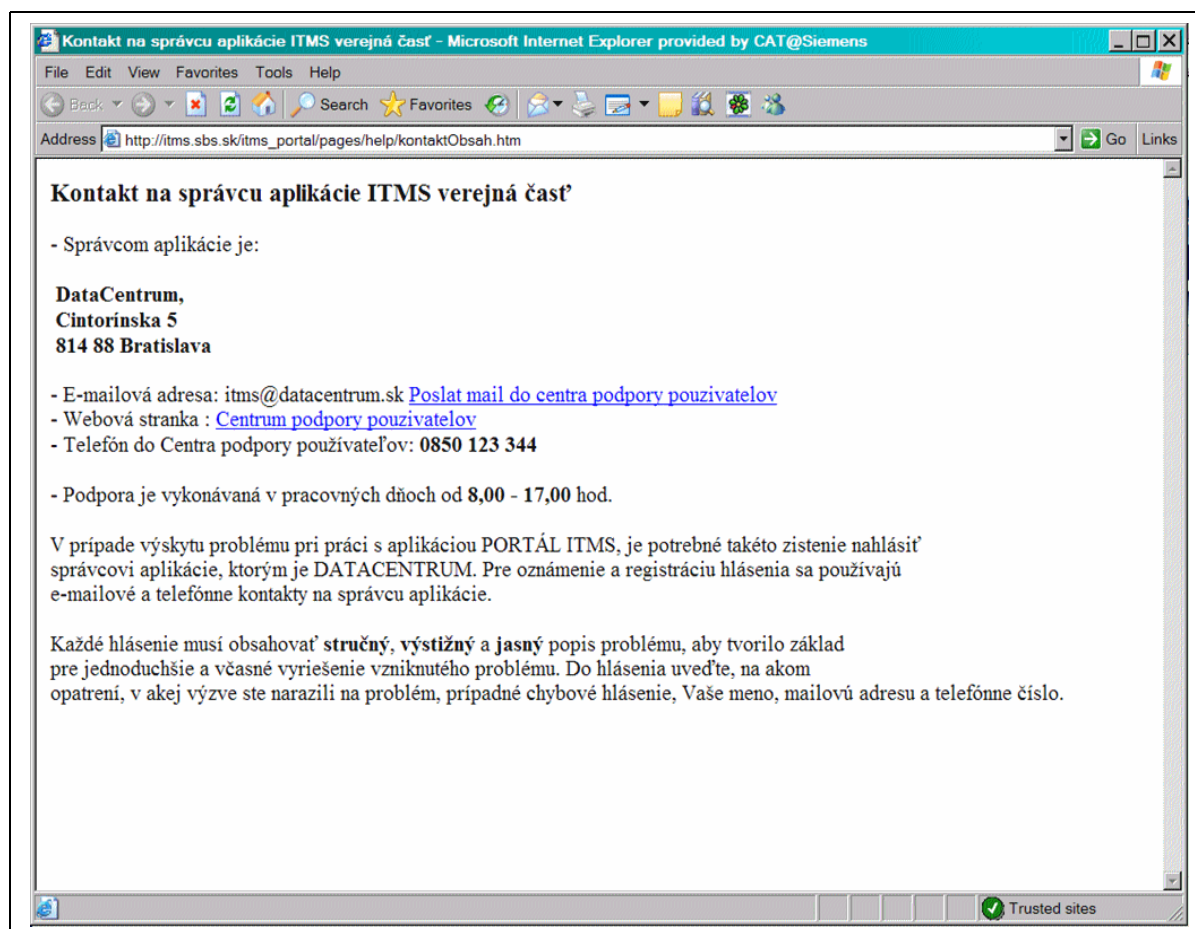 Kontakt na správcu aplikácie ITMS verejná časť - Microsoft Internet Explorer provided by CAT@Siemens
File Edit View Favorites Tools Help
Back Search Favorites
Address http://itms.sbs.sk/itms_portal/pages/help/kontaktObsah.htm Go Links
Kontakt na správcu aplikácie ITMS verejná časť
- Správcom aplikácie je:
DataCentrum,
Cintorínska 5
814 88 Bratislava
- E-mailová adresa: itms@datacentrum.sk Poslat mail do centra podpory pouzivatelov
- Webová stranka : Centrum podpory pouzivatelov
- Telefón do Centra podpory používateľov: 0850 123 344
- Podpora je vykonávaná v pracovných dňoch od 8,00 - 17,00 hod.
V prípade výskytu problému pri práci s aplikáciou PORTÁL ITMS, je potrebné takéto zistenie nahlásiť
správcovi aplikácie, ktorým je DATACENTRUM. Pre oznámenie a registráciu hlásenia sa používajú
e-mailové a telefónne kontakty na správcu aplikácie.
Každé hlásenie musí obsahovať stručný, výstižný a jasný popis problému, aby tvorilo základ
pre jednoduchšie a včasné vyriešenie vzniknutého problému. Do hlásenia uveďte, na akom
opatrení, v akej výzve ste narazili na problém, prípadné chybové hlásenie, Vaše meno, mailovú adresu a telefónne číslo.
Trusted sites